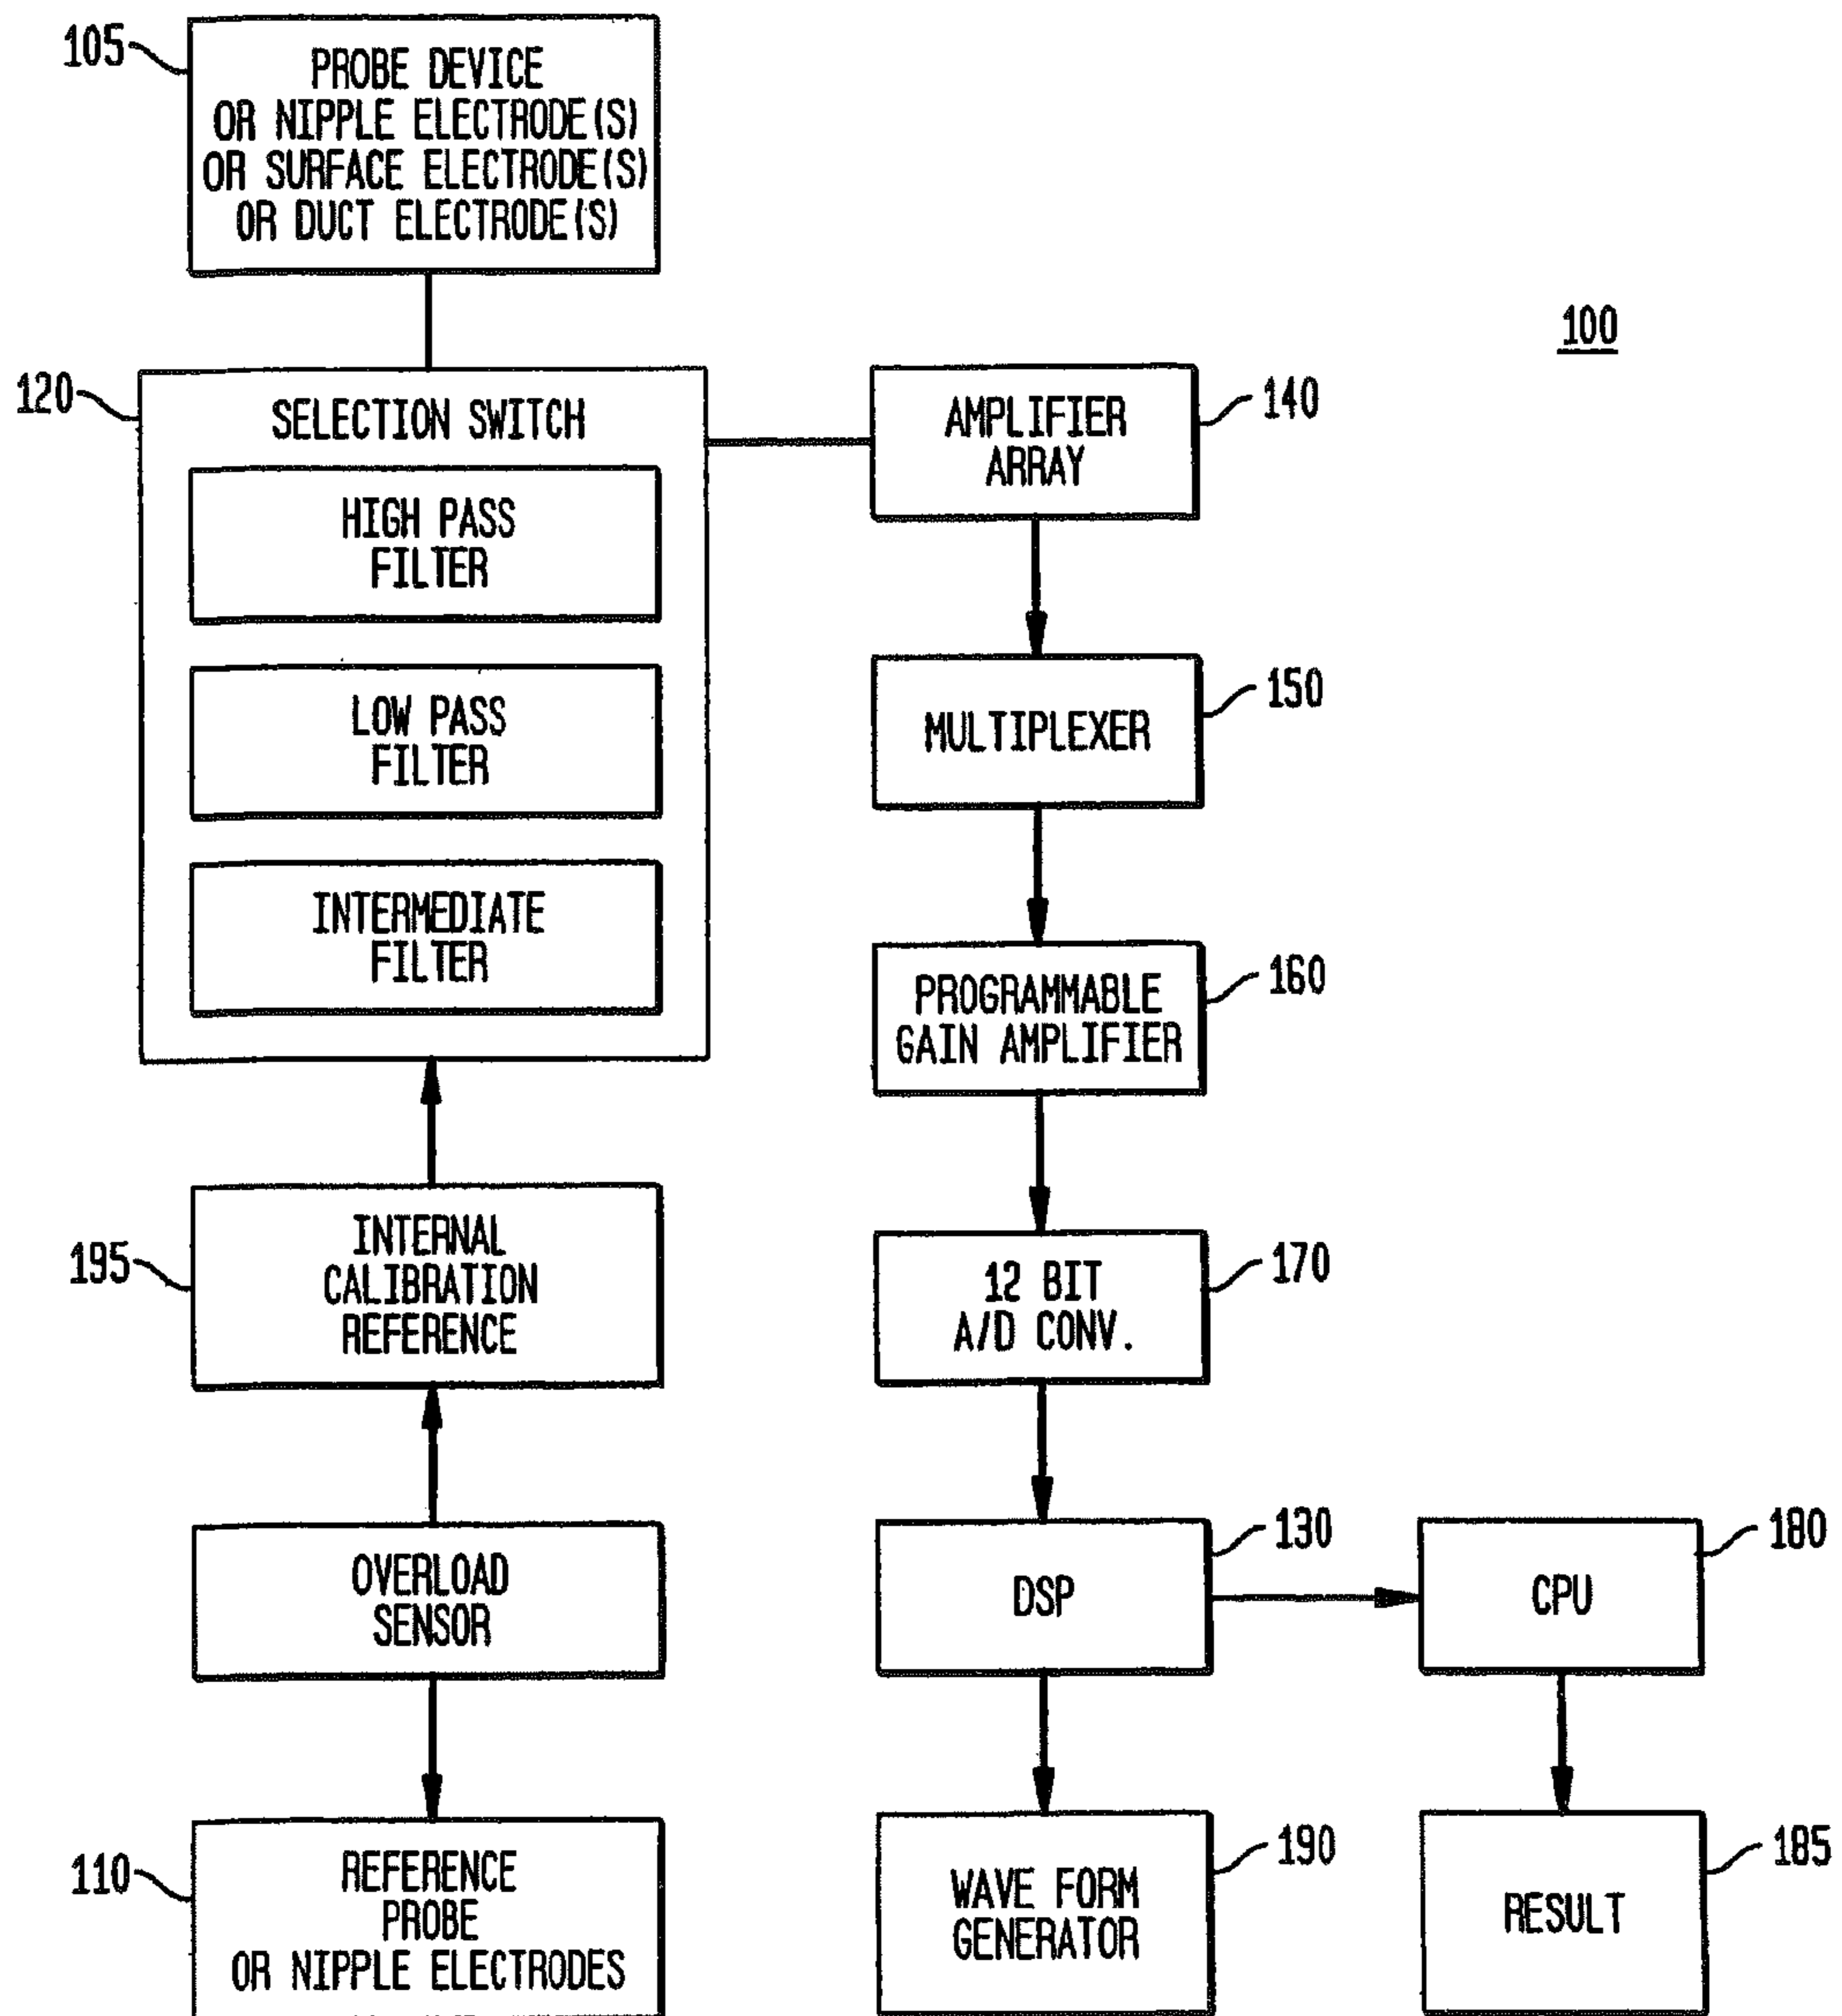 105
PROBE DEVICE
OR NIPPLE ELECTRODE(S)
OR SURFACE ELECTRODE(S)
OR DUCT ELECTRODE(S)
100
120
SELECTION SWITCH
HIGH PASS
FILTER
LOW PASS
FILTER
INTERMEDIATE
FILTER
AMPLIFIER
ARRAY
140
MULTIPLEXER
150
PROGRAMMABLE
GAIN AMPLIFIER
160
195
INTERNAL
CALIBRATION
REFERENCE
12 BIT
A/D CONV.
170
OVERLOAD
SENSOR
DSP
130
CPU
180
110
REFERENCE
PROBE
OR NIPPLE ELECTRODES
WAVE FORM
GENERATOR
190
RESULT
185